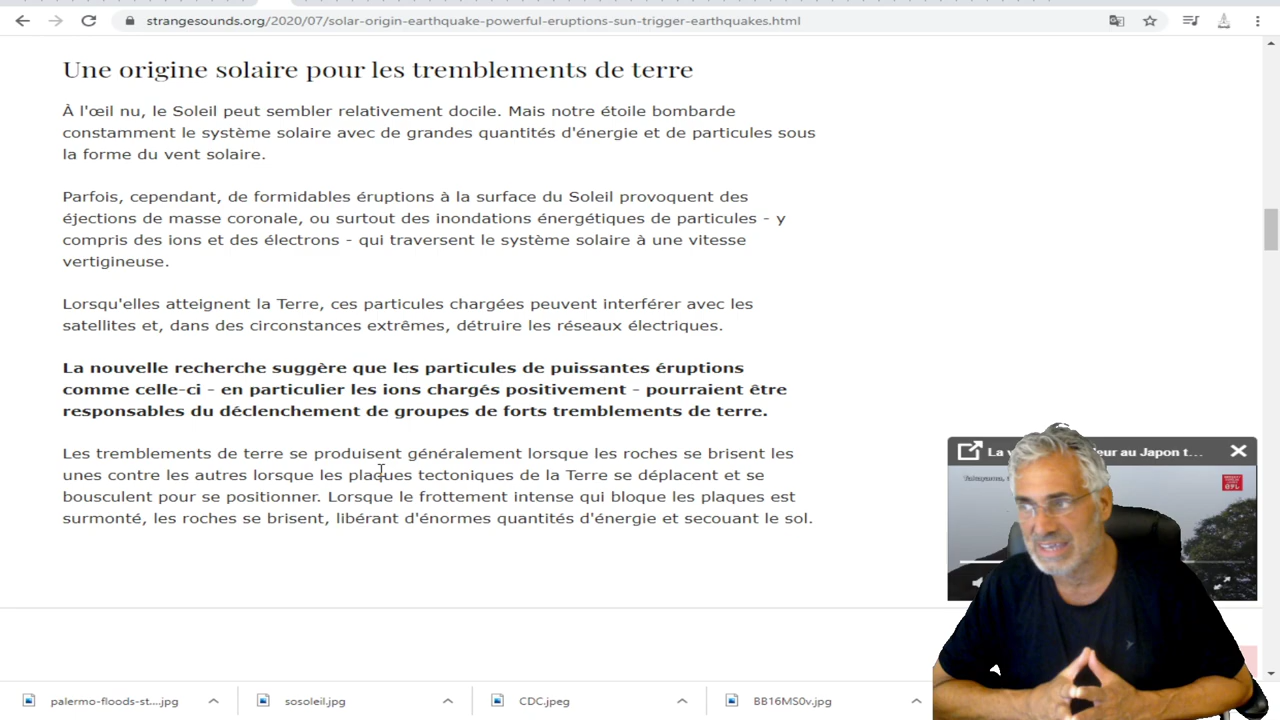 strangesounds.org/2020/07/solar-origin-earthquake-powerful-eruptions-sun-trigger-earthquakes.html
Une origine solaire pour les tremblements de terre
À l'œil nu, le Soleil peut sembler relativement docile. Mais notre étoile bombarde
constamment le système solaire avec de grandes quantités d'énergie et de particules sous
la forme du vent solaire.
Parfois, cependant, de formidables éruptions à la surface du Soleil provoquent des
éjections de masse coronale, ou surtout des inondations énergétiques de particules - y
compris des ions et des électrons - qui traversent le système solaire à une vitesse
vertigineuse.
Lorsqu'elles atteignent la Terre, ces particules chargées peuvent interférer avec les
satellites et, dans des circonstances extrêmes, détruire les réseaux électriques.
La nouvelle recherche suggère que les particules de puissantes éruptions
comme celle-ci - en particulier les ions chargés positivement - pourraient être
responsables du déclenchement de groupes de forts tremblements de terre.
Les tremblements de terre se produisent généralement lorsque les roches se brisent les
unes contre les autres lorsque les plaques tectoniques de la Terre se déplacent et se
bousculent pour se positionner. Lorsque le frottement intense qui bloque les plaques est
surmonté, les roches se brisent, libérant d'énormes quantités d'énergie et secouant le sol.
au Japon t...
palermo-floods-st....jpg
sosoleil.jpg
CDC.jpeg
BB16MS0v.jpg